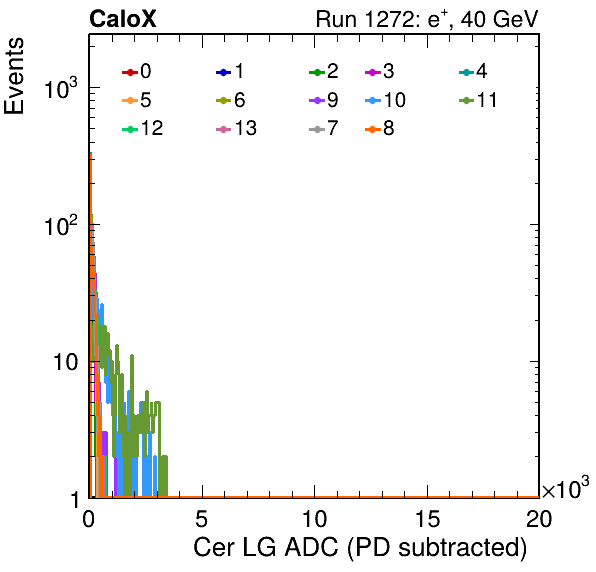 CaloX Run 1272: e⁺, 40 GeV
Events
0 1 2 3 4
5 6 9 10 11
12 13 7 8
10³
10²
10
1
0 5 10 15 20
×10³
Cer LG ADC (PD subtracted)